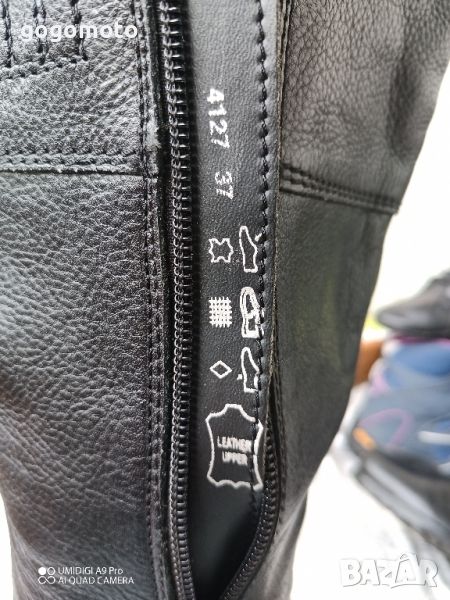 gogomoto
4127 37
LEATHER
UPPER
UMIDIGI A9 Pro
AI QUAD CAMERA
BAZAR